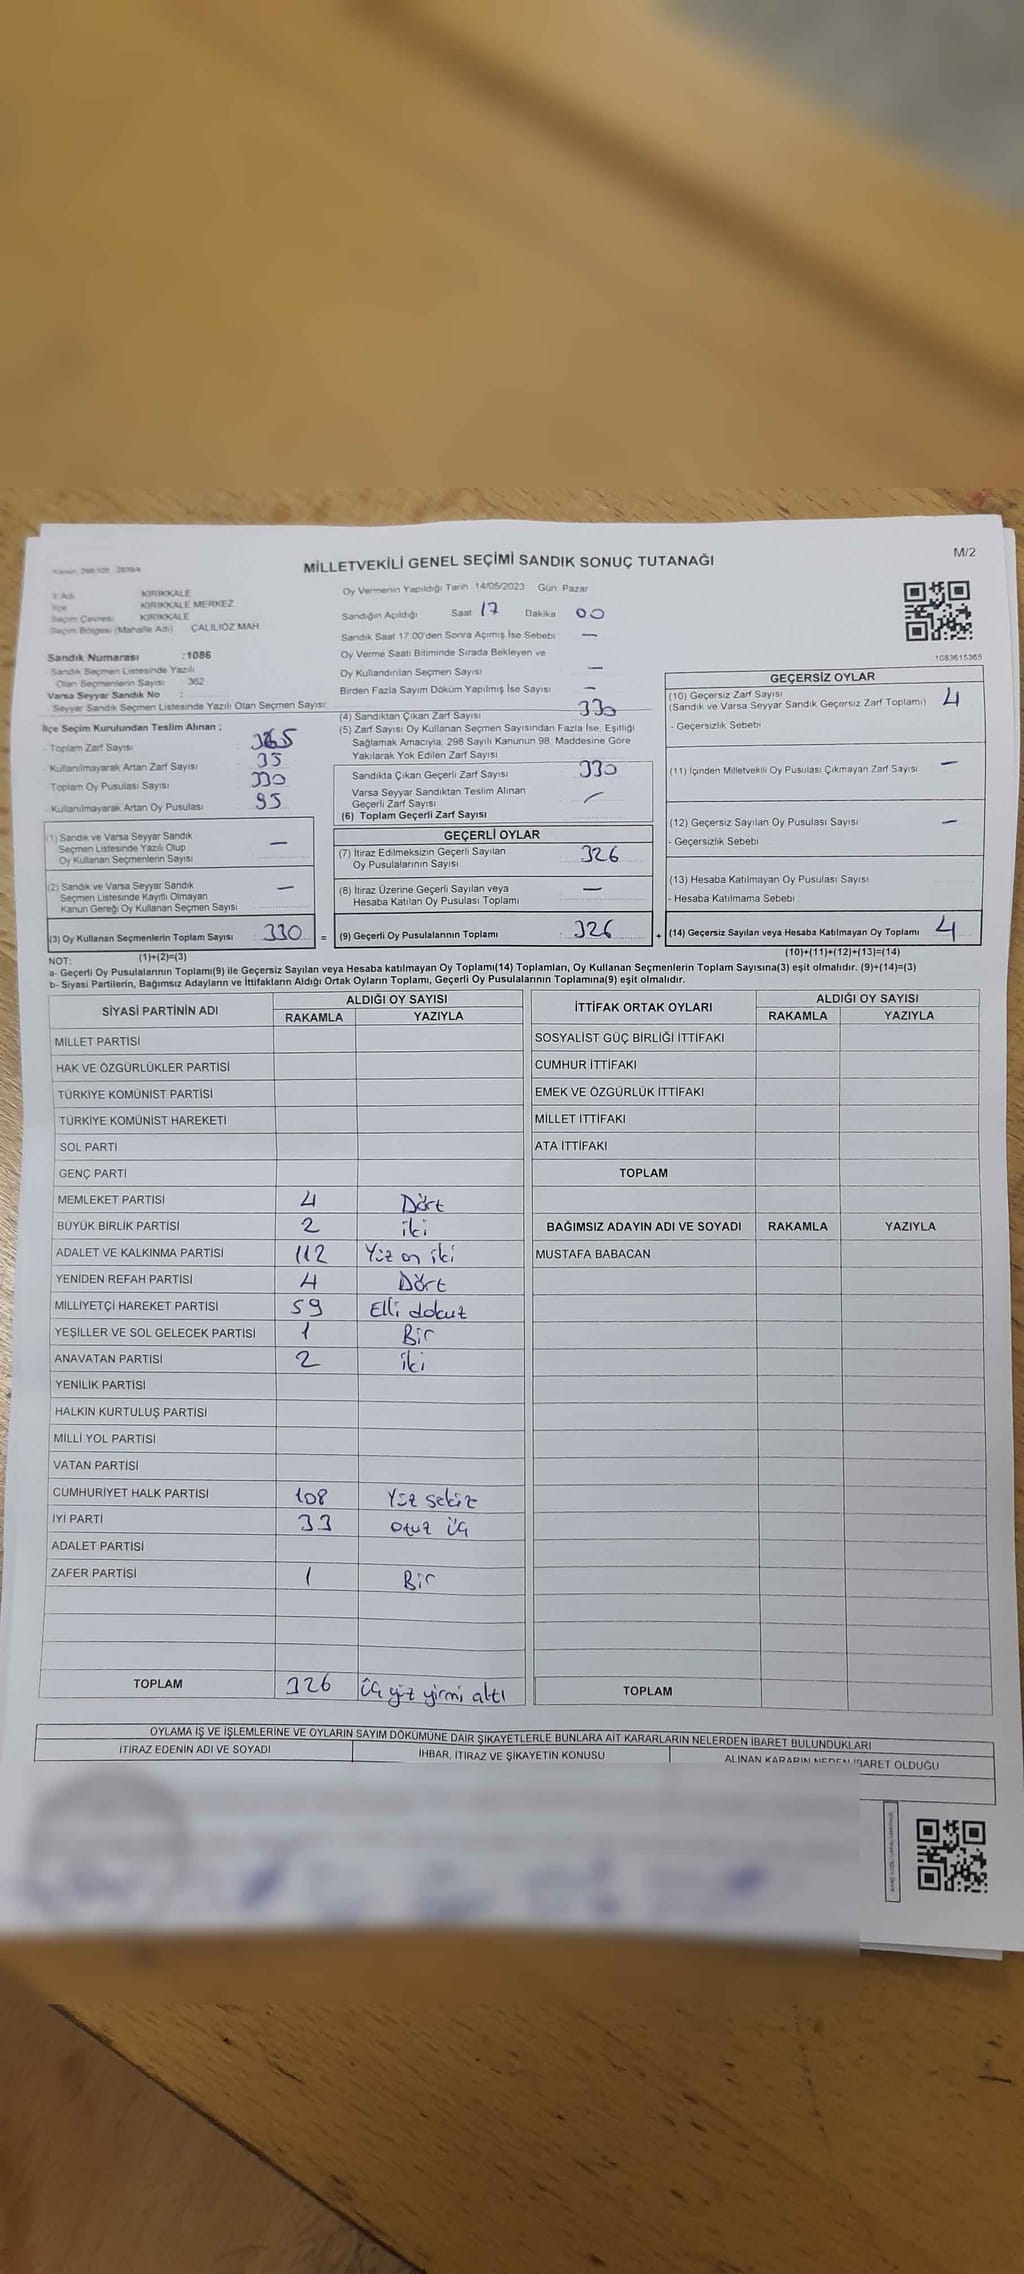 MİLLETVEKİLİ GENEL SEÇİMİ SANDIK SONUÇ TUTANAĞI
M/2
İl Adı KIRIKKALE
İlçe KIRIKKALE MERKEZ
Seçim Çevresi KIRIKKALE
Seçim Bölgesi (Mahalle Adı) ÇALILIÖZ MAH.
Sandık Numarası :1086
Sandık Seçmen Listesinde Yazılı
Olan Seçmenlerin Sayısı 362
Varsa Seyyar Sandık No :
Seyyar Sandık Seçmen Listesinde Yazılı Olan Seçmen Sayısı:
İlçe Seçim Kurulundan Teslim Alınan ;
- Toplam Zarf Sayısı 365
- Kullanılmayarak Artan Zarf Sayısı 35
Toplam Oy Pusulası Sayısı 330
- Kullanılmayarak Artan Oy Pusulası 95
(1) Sandık ve Varsa Seyyar Sandık
Seçmen Listesinde Yazılı Olup
Oy Kullanan Seçmenlerin Sayısı —
(2) Sandık ve Varsa Seyyar Sandık
Seçmen Listesinde Kayıtlı Olmayan
Kanun Gereği Oy Kullanan Seçmen Sayısı —
(3) Oy Kullanan Seçmenlerin Toplam Sayısı 330 =
(1)+(2)=(3)
Oy Vermenin Yapıldığı Tarih 14/05/2023 Gün Pazar
Sandığın Açıldığı Saat 17 Dakika 00
Sandık Saat 17:00'den Sonra Açımış İse Sebebi —
Oy Verme Saati Bitiminde Sırada Bekleyen ve
Oy Kullandırılan Seçmen Sayısı —
Birden Fazla Sayım Döküm Yapılmış İse Sayısı —
(4) Sandıktan Çıkan Zarf Sayısı 330
(5) Zarf Sayısı Oy Kullanan Seçmen Sayısından Fazla İse, Eşitliği
Sağlamak Amacıyla; 298 Sayılı Kanunun 98. Maddesine Göre
Yakılarak Yok Edilen Zarf Sayısı
Sandıkta Çıkan Geçerli Zarf Sayısı 330
Varsa Seyyar Sandıktan Teslim Alınan
Geçerli Zarf Sayısı —
(6) Toplam Geçerli Zarf Sayısı
GEÇERLİ OYLAR
(7) İtiraz Edilmeksizin Geçerli Sayılan
Oy Pusulalarının Sayısı 326
(8) İtiraz Üzerine Geçerli Sayılan veya
Hesaba Katılan Oy Pusulası Toplamı —
(9) Geçerli Oy Pusulalarının Toplamı : 326 +
1083615365
GEÇERSİZ OYLAR
(10) Geçersiz Zarf Sayısı
(Sandık ve Varsa Seyyar Sandık Geçersiz Zarf Toplamı) 4
- Geçersizlik Sebebi
(11) İçinden Milletvekili Oy Pusulası Çıkmayan Zarf Sayısı —
(12) Geçersiz Sayılan Oy Pusulası Sayısı —
- Geçersizlik Sebebi
(13) Hesaba Katılmayan Oy Pusulası Sayısı
- Hesaba Katılmama Sebebi :
(14) Geçersiz Sayılan veya Hesaba Katılmayan Oy Toplamı 4
(10)+(11)+(12)+(13)=(14)
NOT:
a- Geçerli Oy Pusulalarının Toplamı(9) ile Geçersiz Sayılan veya Hesaba katılmayan Oy Toplamı(14) Toplamları, Oy Kullanan Seçmenlerin Toplam Sayısına(3) eşit olmalıdır. (9)+(14)=(3)
b- Siyasi Partilerin, Bağımsız Adayların ve İttifakların Aldığı Ortak Oyların Toplamı, Geçerli Oy Pusulalarının Toplamına(9) eşit olmalıdır.
SİYASİ PARTİNİN ADI ALDIĞI OY SAYISI
RAKAMLA YAZIYLA
MİLLET PARTİSİ
HAK VE ÖZGÜRLÜKLER PARTİSİ
TÜRKİYE KOMÜNİST PARTİSİ
TÜRKİYE KOMÜNİST HAREKETİ
SOL PARTİ
GENÇ PARTİ
MEMLEKET PARTİSİ 4 Dört
BÜYÜK BİRLİK PARTİSİ 2 iki
ADALET VE KALKINMA PARTİSİ 112 Yüz on iki
YENİDEN REFAH PARTİSİ 4 Dört
MİLLİYETÇİ HAREKET PARTİSİ 59 Elli dokuz
YEŞİLLER VE SOL GELECEK PARTİSİ 1 Bir
ANAVATAN PARTİSİ 2 iki
YENİLİK PARTİSİ
HALKIN KURTULUŞ PARTİSİ
MİLLİ YOL PARTİSİ
VATAN PARTİSİ
CUMHURİYET HALK PARTİSİ 108 Yüz sekiz
İYİ PARTİ 33 otuz üç
ADALET PARTİSİ
ZAFER PARTİSİ 1 Bir
TOPLAM 326 üç yüz yirmi altı
İTTİFAK ORTAK OYLARI ALDIĞI OY SAYISI
RAKAMLA YAZIYLA
SOSYALİST GÜÇ BİRLİĞİ İTTİFAKI
CUMHUR İTTİFAKI
EMEK VE ÖZGÜRLÜK İTTİFAKI
MİLLET İTTİFAKI
ATA İTTİFAKI
TOPLAM
BAĞIMSIZ ADAYIN ADI VE SOYADI RAKAMLA YAZIYLA
MUSTAFA BABACAN
TOPLAM
OYLAMA İŞ VE İŞLEMLERİNE VE OYLARIN SAYIM DÖKÜMÜNE DAİR ŞİKAYETLERLE BUNLARA AİT KARARLARIN NELERDEN İBARET BULUNDUKLARI
İTİRAZ EDENİN ADI VE SOYADI İHBAR, İTİRAZ VE ŞİKAYETİN KONUSU ALINAN KARARIN NEDEN İBARET OLDUĞU